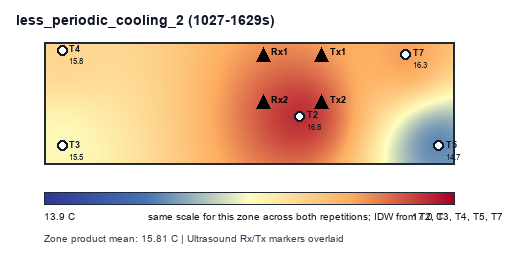 less_periodic_cooling_2 (1027-1629s)
T4
15.8
Rx1
Tx1
T7
16.3
Rx2
Tx2
T2
16.8
T3
15.5
T5
14.7
13.9 C
same scale for this zone across both repetitions; IDW from T2, T3, T4, T5, T7
Zone product mean: 15.81 C | Ultrasound Rx/Tx markers overlaid